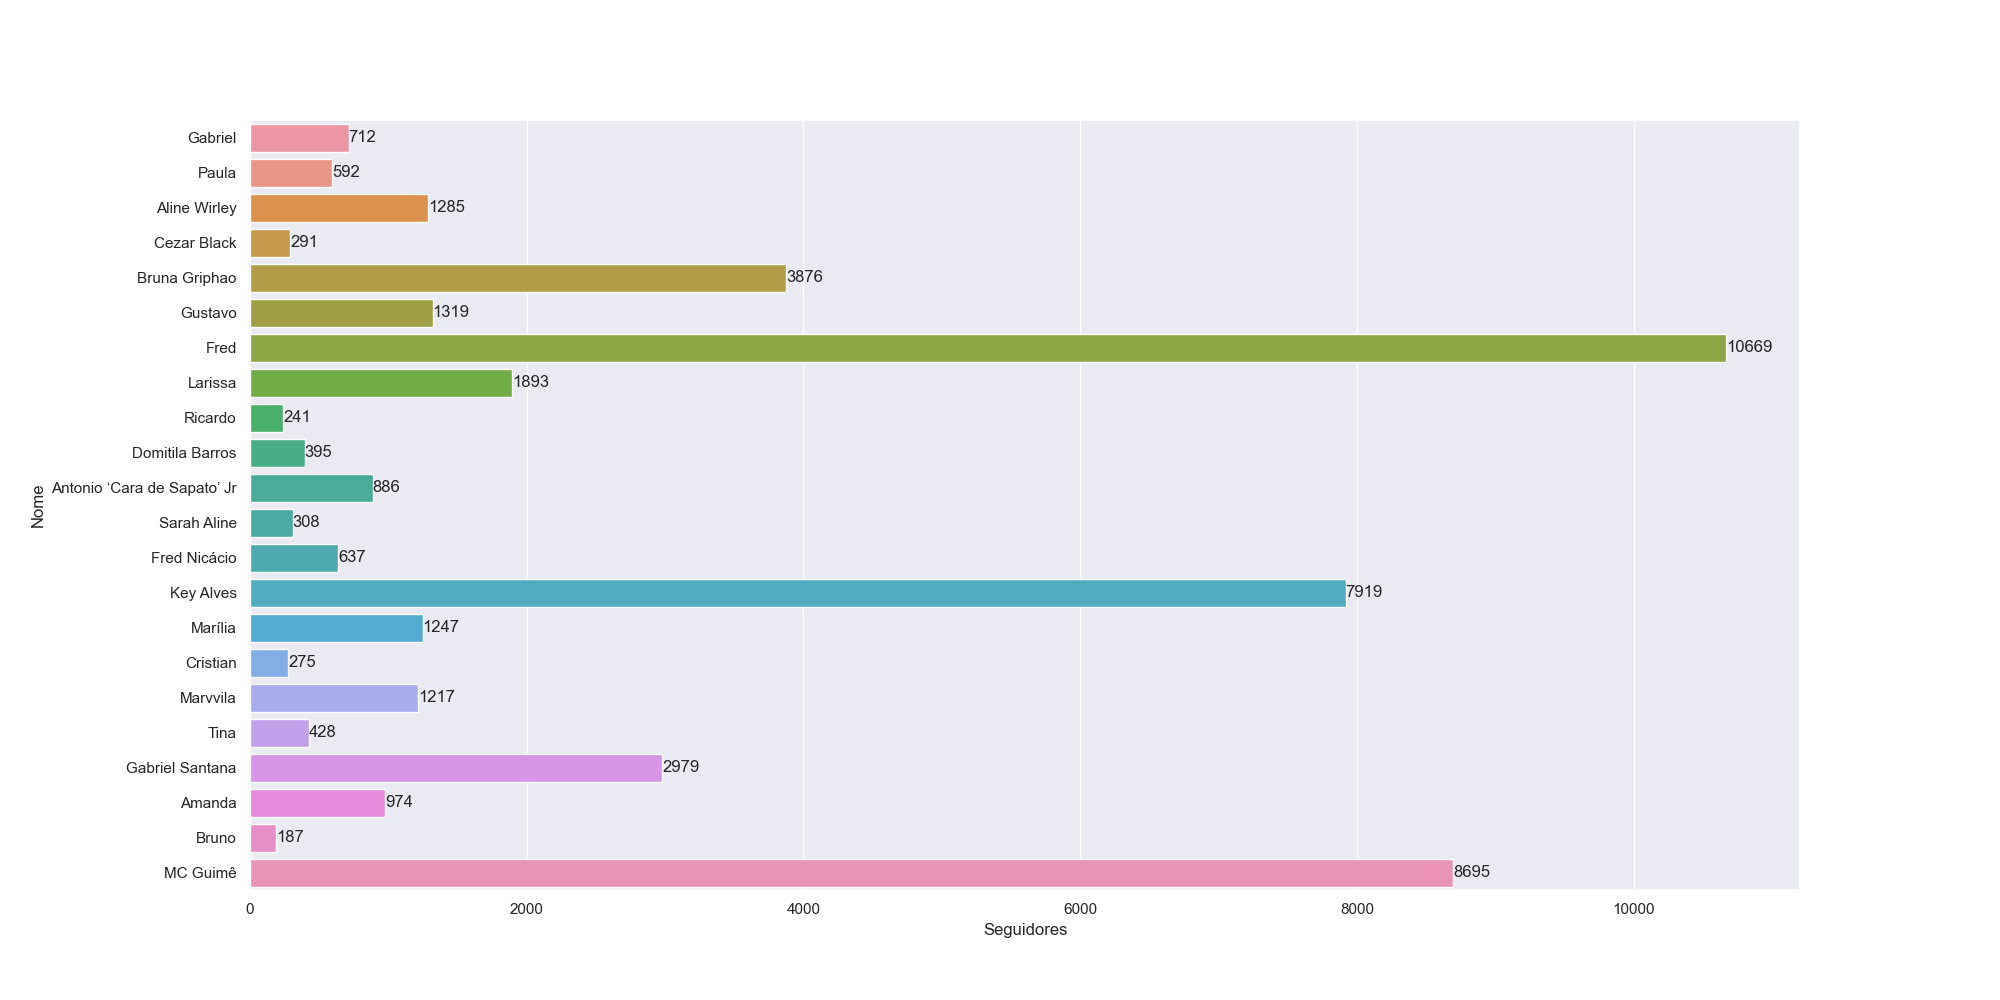 Gabriel 712
Paula 592
Aline Wirley 1285
Cezar Black 291
Bruna Griphao 3876
Gustavo 1319
Fred 10669
Larissa 1893
Ricardo 241
Domitila Barros 395
Antonio ‘Cara de Sapato’ Jr 886
Sarah Aline 308
Fred Nicácio 637
Key Alves 7919
Marília 1247
Cristian 275
Marvvila 1217
Tina 428
Gabriel Santana 2979
Amanda 974
Bruno 187
MC Guimê 8695
Nome
0 2000 4000 6000 8000 10000
Seguidores